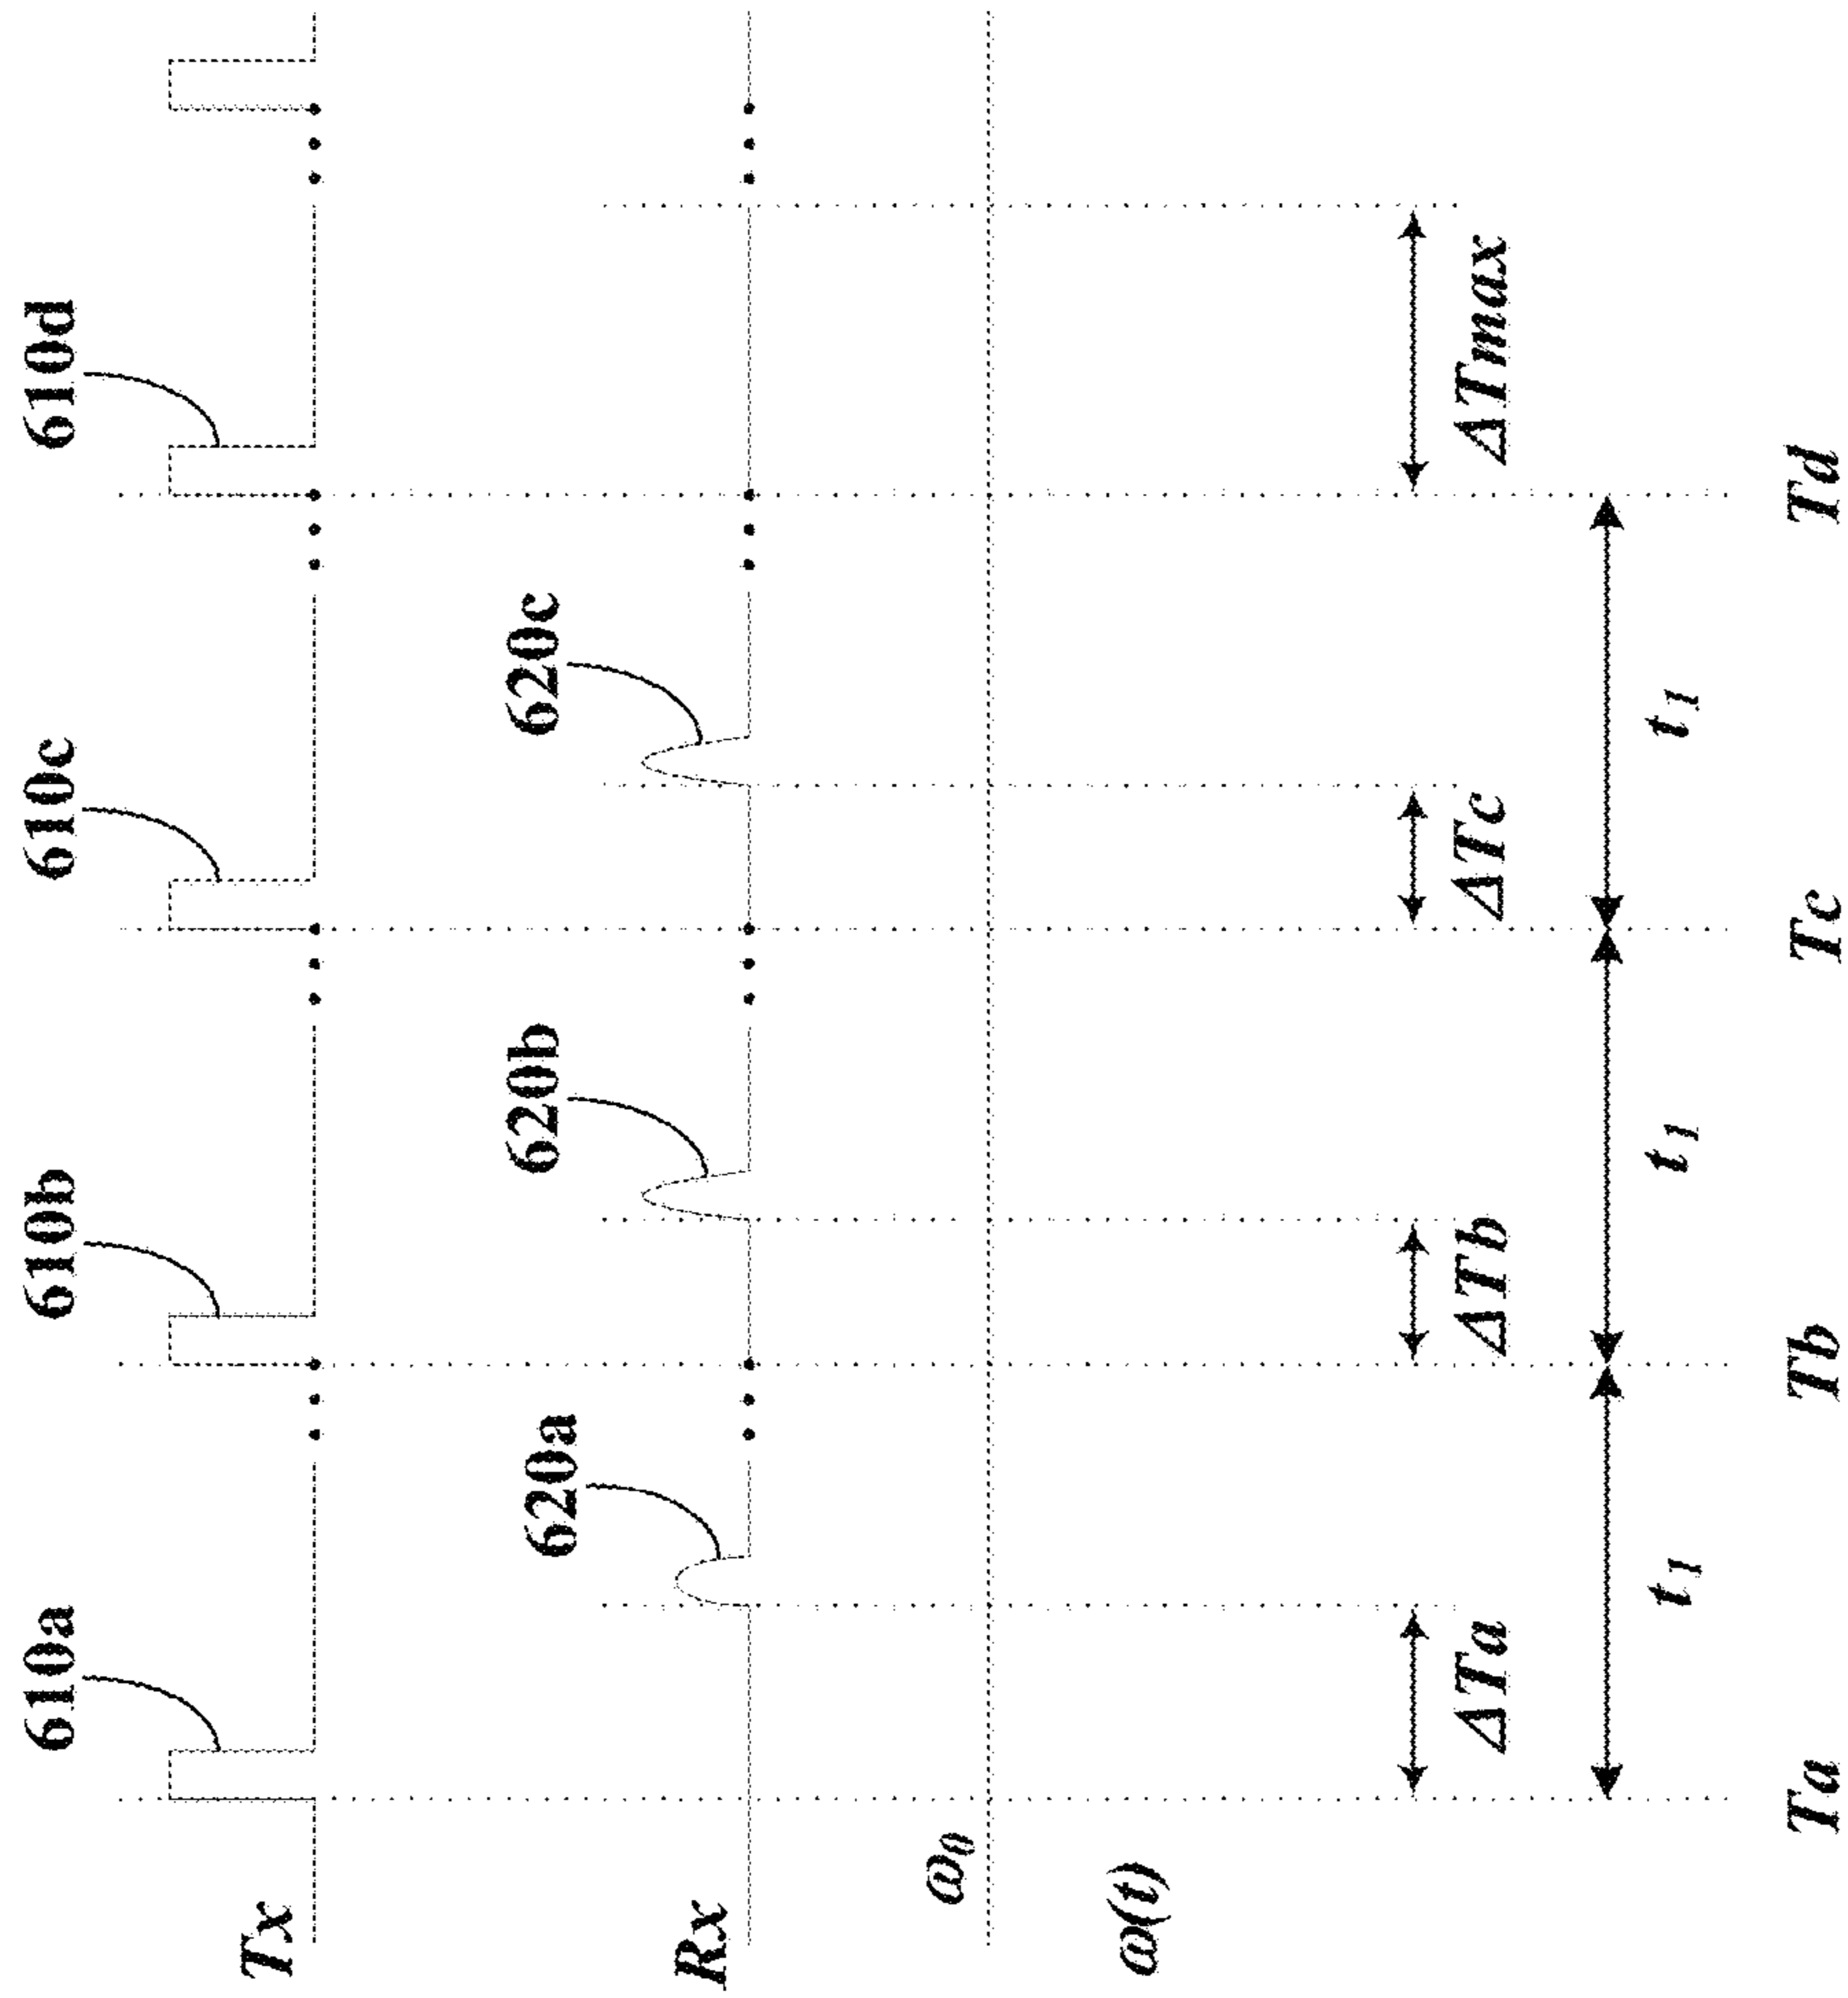 610a 610b 610c 610d
Tx
620a 620b 620c
Rx
ω0
ω(t)
ΔTa ΔTb ΔTc ΔTmax
t1 t1 t1
Ta Tb Tc Td